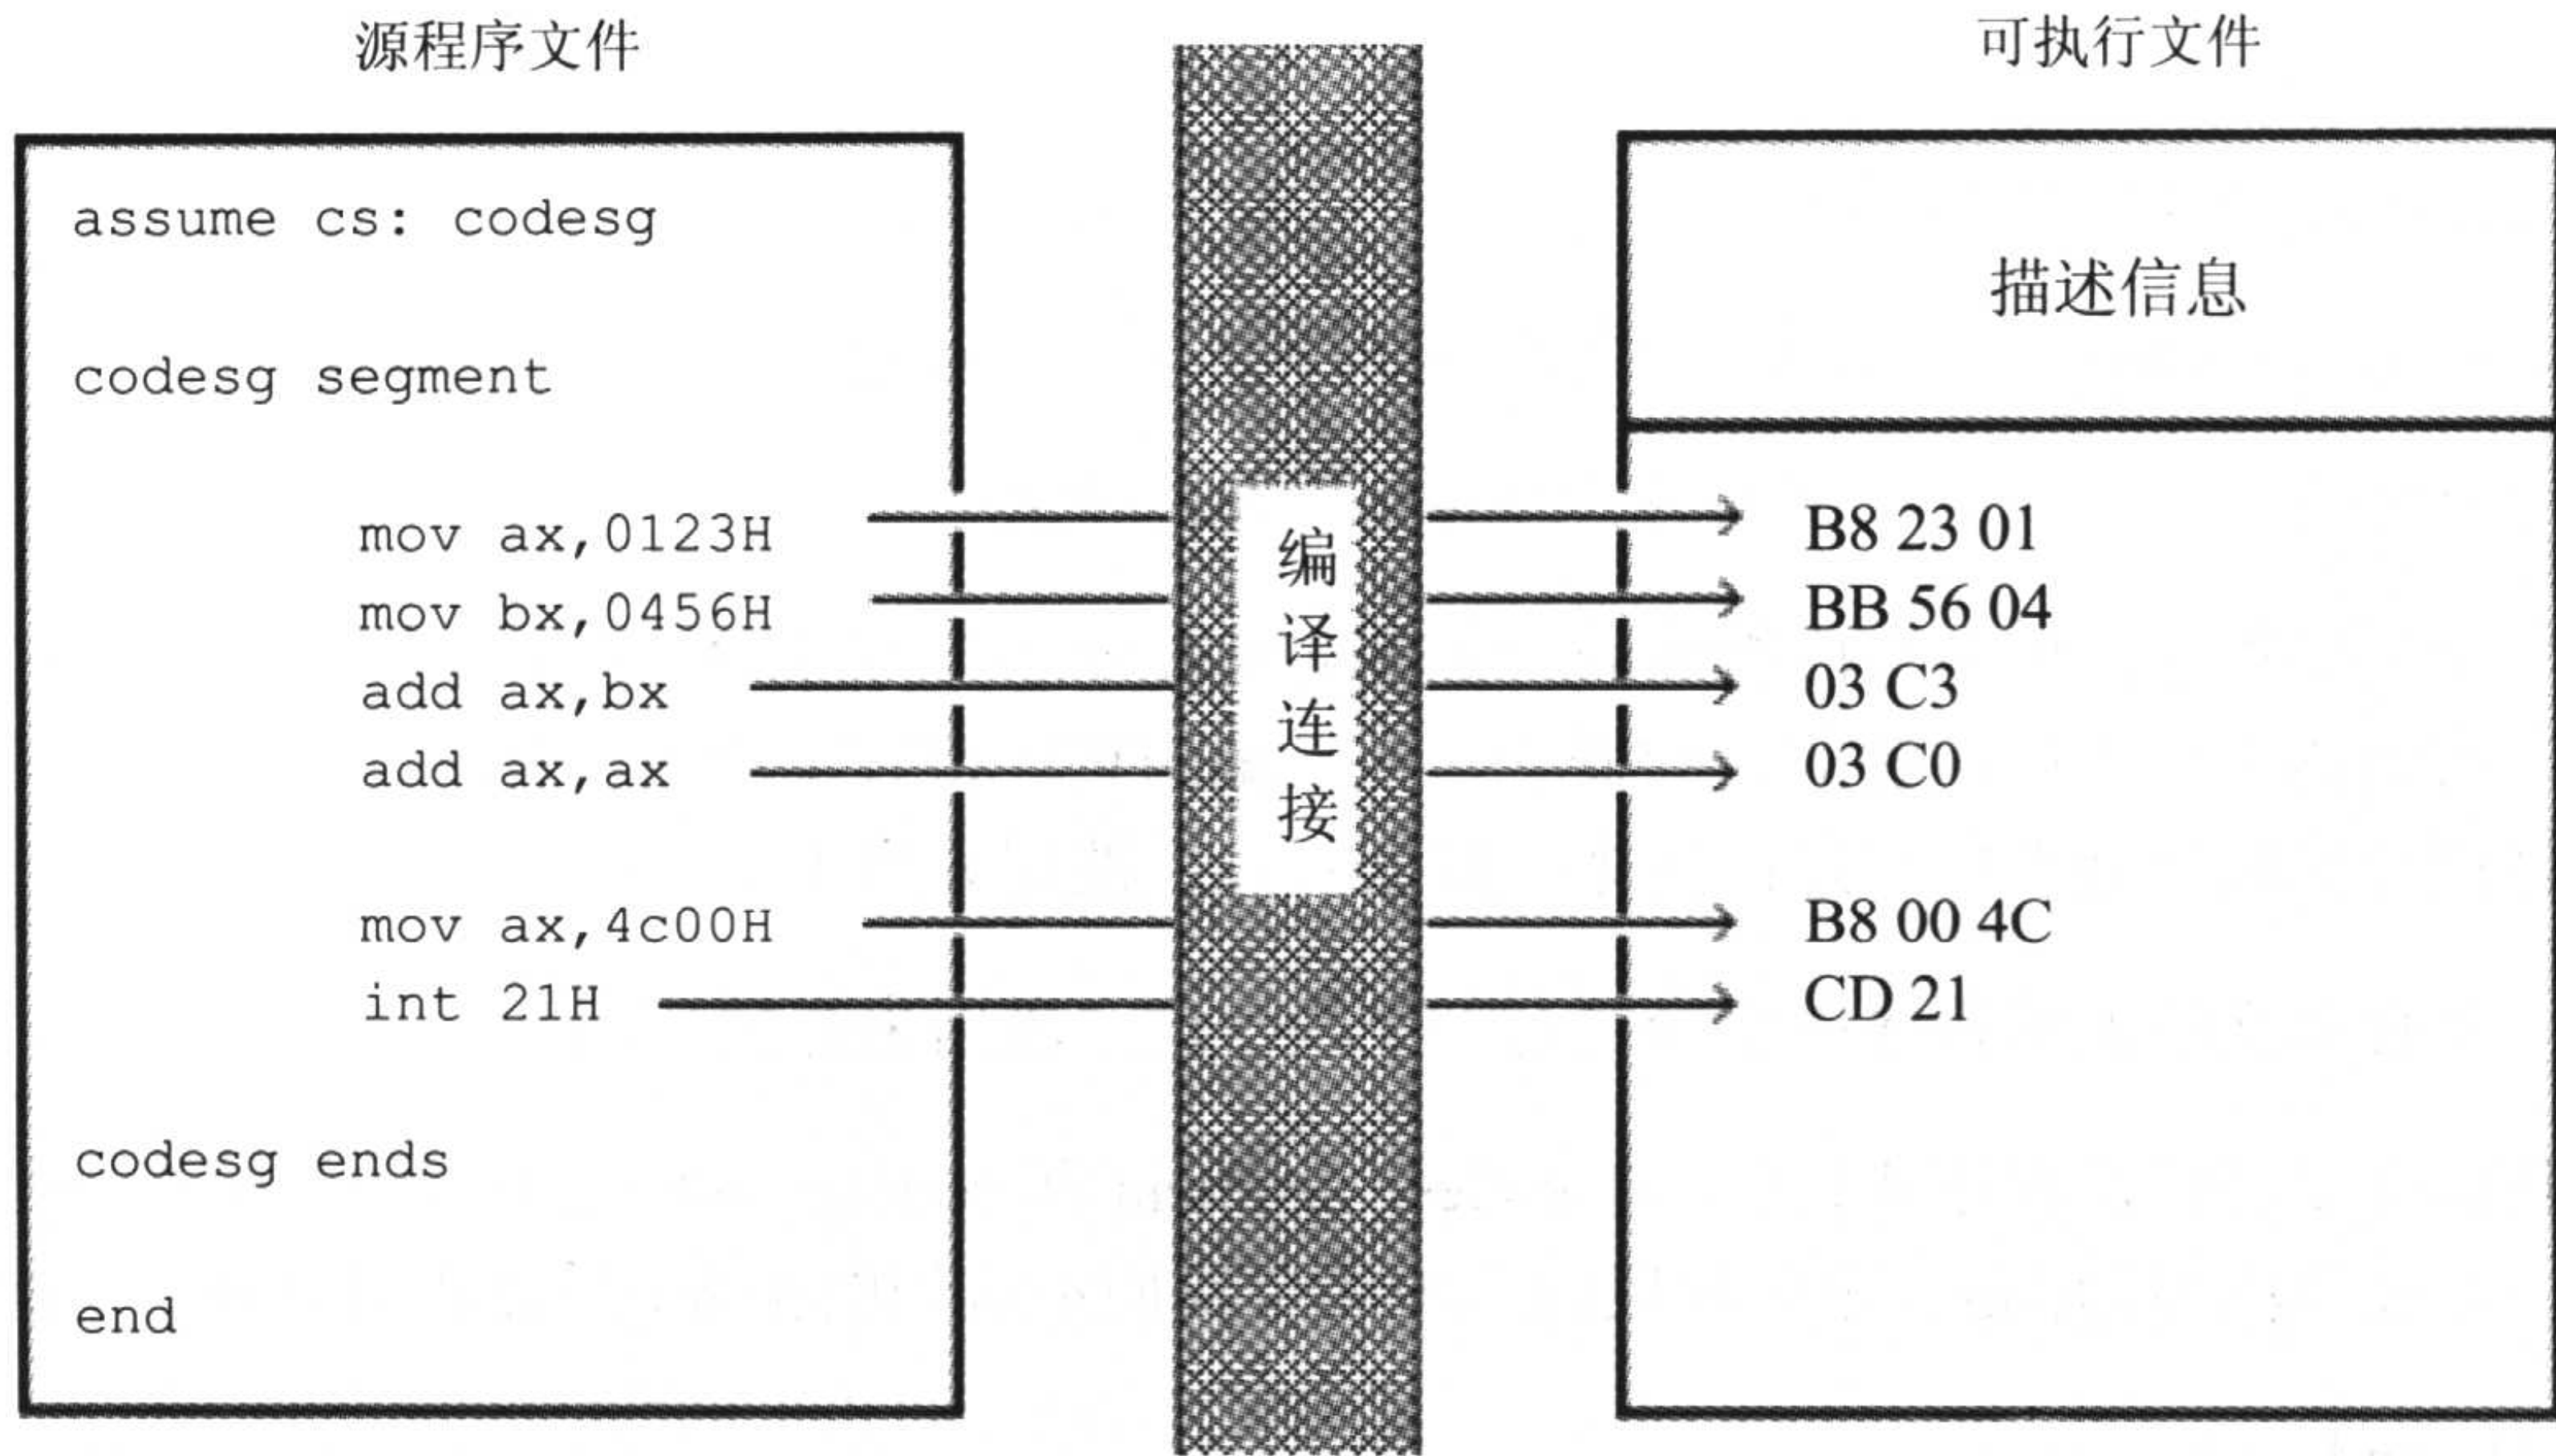 源程序文件
assume cs: codesg
codesg segment
mov ax,0123H
mov bx,0456H
add ax,bx
add ax,ax
mov ax,4c00H
int 21H
codesg ends
end
编译连接
可执行文件
描述信息
B8 23 01
BB 56 04
03 C3
03 C0
B8 00 4C
CD 21